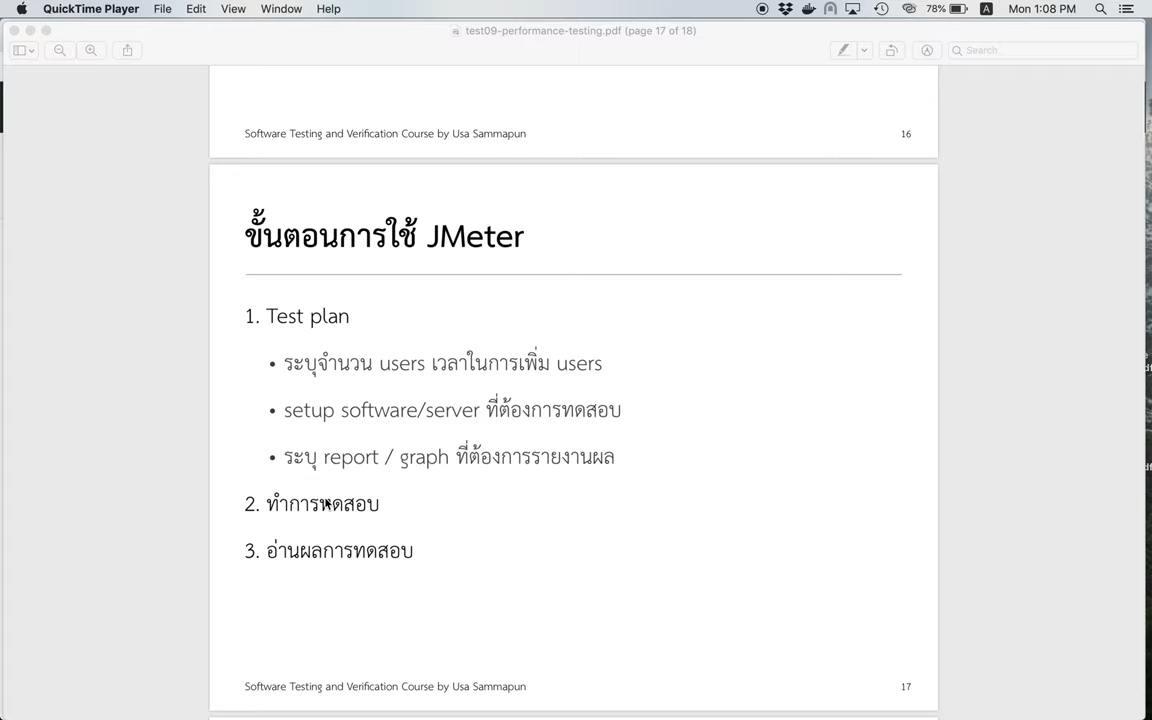 QuickTime Player File Edit View Window Help 78% A Mon 1:08 PM
test09-performance-testing.pdf (page 17 of 18)
Search
Software Testing and Verification Course by Usa Sammapun 16
ขั้นตอนการใช้ JMeter
1. Test plan
• ระบุจำนวน users เวลาในการเพิ่ม users
• setup software/server ที่ต้องการทดสอบ
• ระบุ report / graph ที่ต้องการรายงานผล
2. ทำการทดสอบ
3. อ่านผลการทดสอบ
Software Testing and Verification Course by Usa Sammapun 17